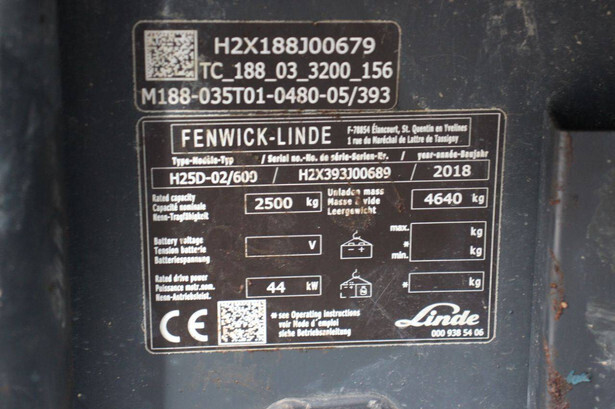 H2X188J00679
TC_188_03_3200_156
M188-035T01-0480-05/393
FENWICK-LINDE
F-78854 Élancourt, St. Quentin en Yvelines
1 rue du Maréchal de Lattre de Tassigny
Type-Modèle-Typ / Serial no.-No. de série-Serien-Nr. / year-année-Baujahr
H25D-02/600 / H2X393J00689 / 2018
Rated capacity
Capacité nominale
Nenn-Tragfähigkeit
2500 kg
Unladen mass
Masse à vide
Leergewicht
4640 kg
Battery voltage
Tension batterie
Batteriespannung
V
max. kg
* min. kg
Rated drive power
Puissance motr.nom.
Nenn-Antriebsleist.
44 kW
* kg
CE
*see Operating Instructions
voir Mode d'emploi
siehe Betriebsanleitung
Linde
000 938 54 06